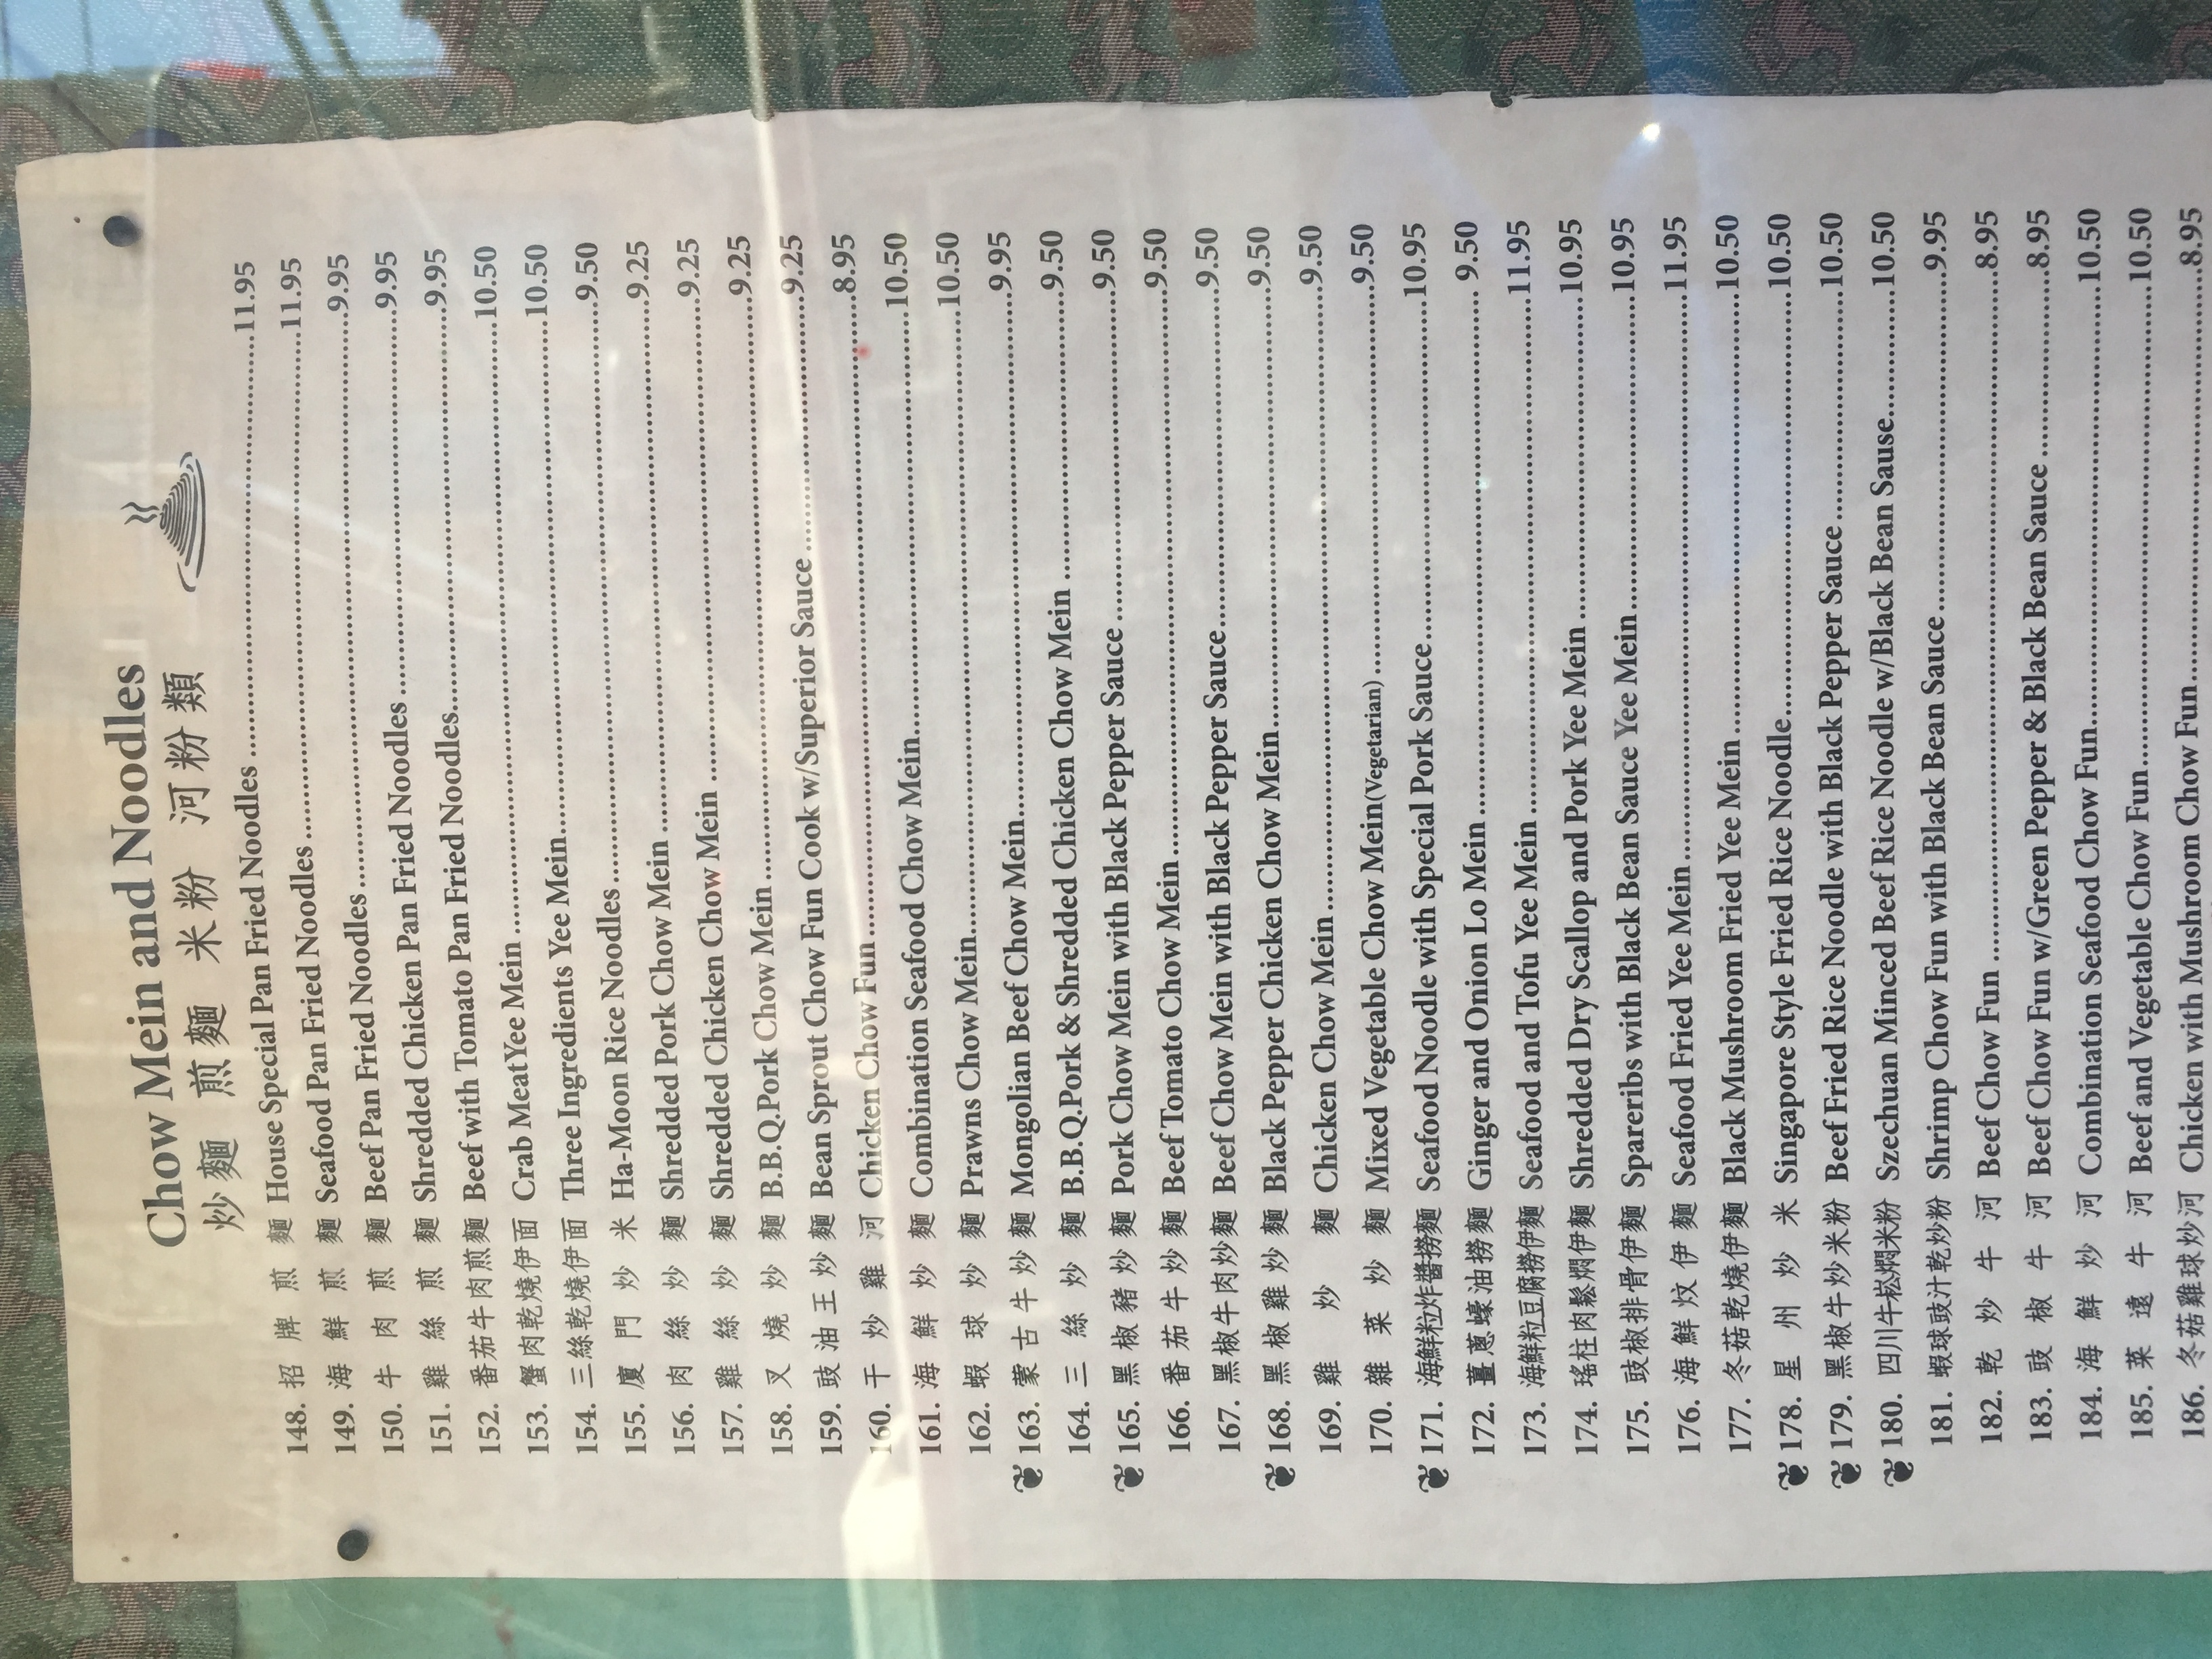 Chow Mein and Noodles
炒麵 煎麵 米粉 河粉類
148. 招牌煎麵 House Special Pan Fried Noodles ..... 11.95
149. 海鮮煎麵 Seafood Pan Fried Noodles ..... 11.95
150. 牛肉煎麵 Beef Pan Fried Noodles ..... 9.95
151. 雞絲煎麵 Shredded Chicken Pan Fried Noodles ..... 9.95
152. 番茄牛肉煎麵 Beef with Tomato Pan Fried Noodles ..... 9.95
153. 蟹肉乾燒伊面 Crab MeatYee Mein ..... 10.50
154. 三絲乾燒伊面 Three Ingredients Yee Mein ..... 10.50
155. 廈門炒米 Ha-Moon Rice Noodles ..... 9.50
156. 肉絲炒麵 Shredded Pork Chow Mein ..... 9.25
157. 雞絲炒麵 Shredded Chicken Chow Mein ..... 9.25
158. 叉燒炒麵 B.B.Q.Pork Chow Mein ..... 9.25
159. 豉油王炒麵 Bean Sprout Chow Fun Cook w/Superior Sauce ..... 9.25
160. 干炒雞河 Chicken Chow Fun ..... 8.95
161. 海鮮炒麵 Combination Seafood Chow Mein ..... 10.50
162. 蝦球炒麵 Prawns Chow Mein ..... 10.50
163. 蒙古牛炒麵 Mongolian Beef Chow Mein ..... 9.95
164. 三絲炒麵 B.B.Q.Pork & Shredded Chicken Chow Mein ..... 9.50
165. 黑椒豬炒麵 Pork Chow Mein with Black Pepper Sauce ..... 9.50
166. 番茄牛炒麵 Beef Tomato Chow Mein ..... 9.50
167. 黑椒牛肉炒麵 Beef Chow Mein with Black Pepper Sauce ..... 9.50
168. 黑椒雞炒麵 Black Pepper Chicken Chow Mein ..... 9.50
169. 雞炒麵 Chicken Chow Mein ..... 9.50
170. 雜菜炒麵 Mixed Vegetable Chow Mein(Vegetarian) ..... 9.50
171. 海鮮粒炸醬撈麵 Seafood Noodle with Special Pork Sauce ..... 10.95
172. 薑蔥蠔油撈麵 Ginger and Onion Lo Mein ..... 9.50
173. 海鮮粒豆腐撈伊麵 Seafood and Tofu Yee Mein ..... 11.95
174. 瑤柱肉鬆燜伊麵 Shredded Dry Scallop and Pork Yee Mein ..... 10.95
175. 豉椒排骨伊麵 Spareribs with Black Bean Sauce Yee Mein ..... 10.95
176. 海鮮炆伊麵 Seafood Fried Yee Mein ..... 11.95
177. 冬菇乾燒伊麵 Black Mushroom Fried Yee Mein ..... 10.50
178. 星州炒米 Singapore Style Fried Rice Noodle ..... 10.50
179. 黑椒牛炒米粉 Beef Fried Rice Noodle with Black Pepper Sauce ..... 10.50
180. 四川牛崧燜米粉 Szechuan Minced Beef Rice Noodle w/Black Bean Sause ..... 10.50
181. 蝦球豉汁乾炒粉 Shrimp Chow Fun with Black Bean Sauce ..... 9.95
182. 乾炒牛河 Beef Chow Fun ..... 8.95
183. 豉椒牛河 Beef Chow Fun w/Green Pepper & Black Bean Sauce ..... 8.95
184. 海鮮炒河 Combination Seafood Chow Fun ..... 10.50
185. 菜遠牛河 Beef and Vegetable Chow Fun ..... 10.50
186. 冬菇雞球炒河 Chicken with Mushroom Chow Fun ..... 8.95